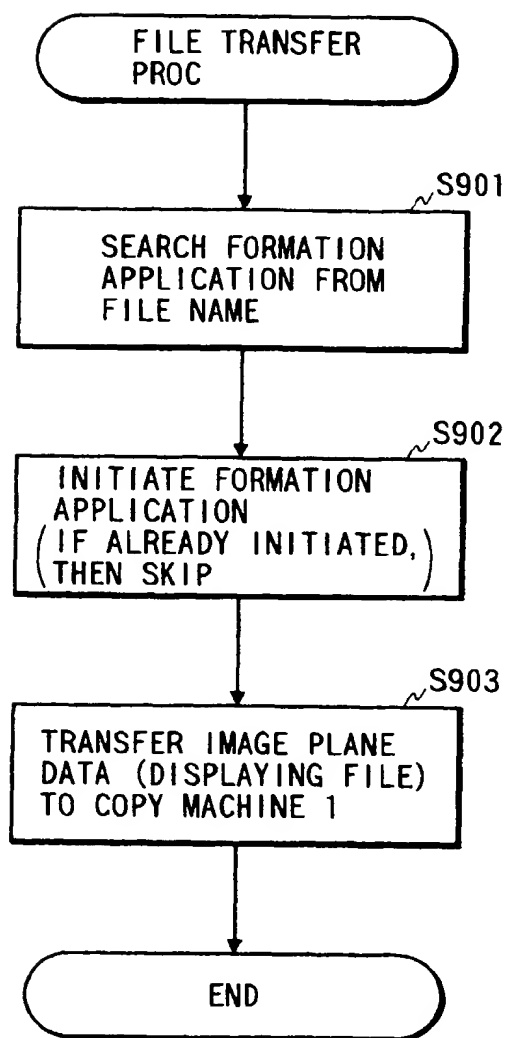 FILE TRANSFER
PROC
S901
SEARCH FORMATION
APPLICATION FROM
FILE NAME
S902
INITIATE FORMATION
APPLICATION
(IF ALREADY INITIATED,
THEN SKIP)
S903
TRANSFER IMAGE PLANE
DATA (DISPLAYING FILE)
TO COPY MACHINE 1
END